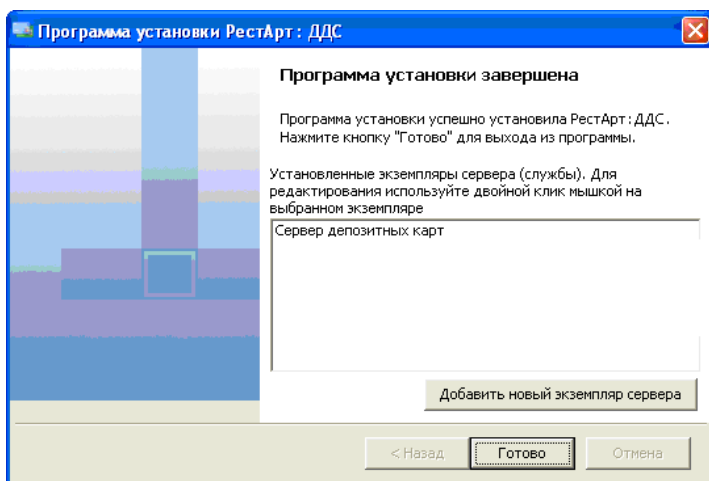 Программа установки РестАрт: ДДС
Программа установки завершена
Программа установки успешно установила РестАрт:ДДС.
Нажмите кнопку "Готово" для выхода из программы.
Установленные экземпляры сервера (службы). Для
редактирования используйте двойной клик мышкой на
выбранном экземпляре
Сервер депозитных карт
Добавить новый экземпляр сервера
< Назад
Готово
Отмена